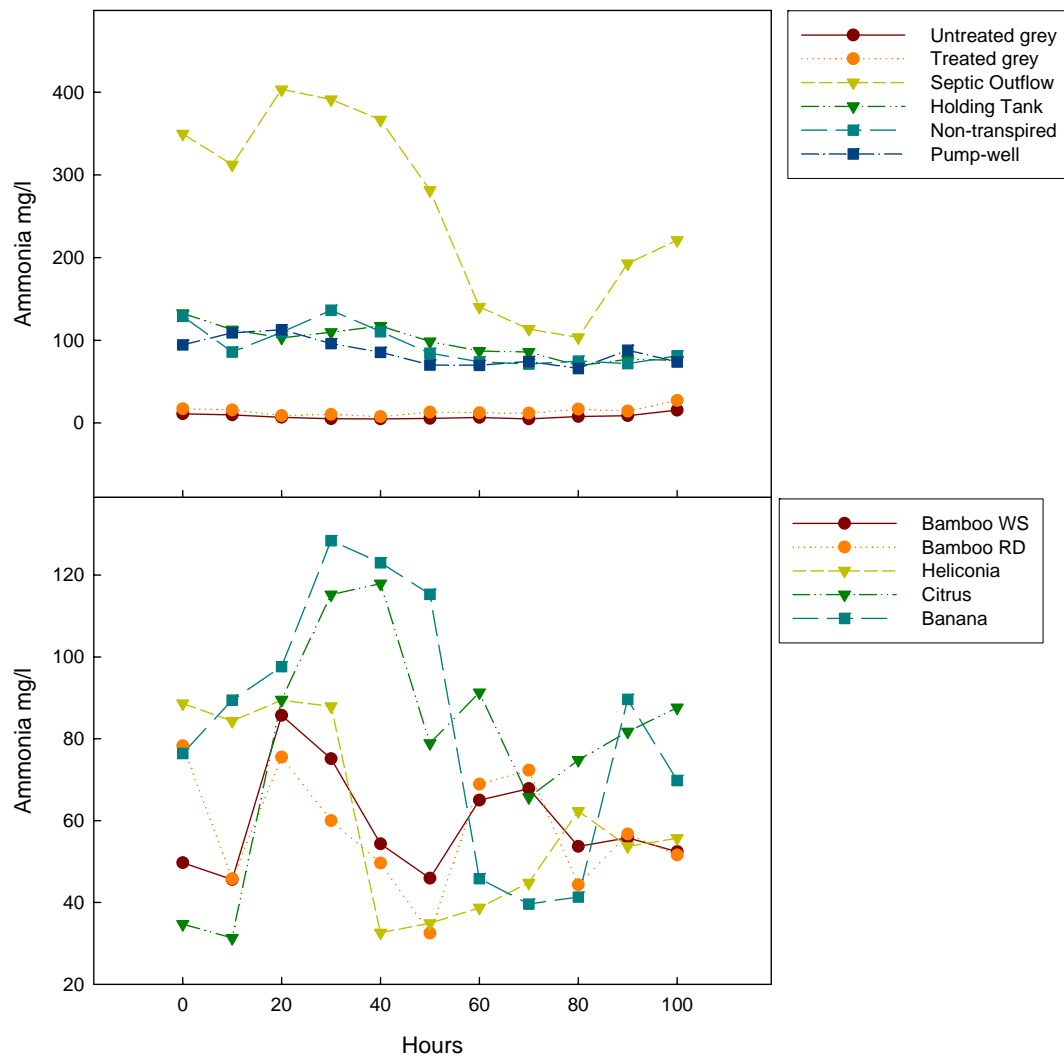 Untreated grey
Treated grey
Septic Outflow
Holding Tank
Non-transpired
Pump-well
400
300
200
100
0
Ammonia mg/l
Bamboo WS
Bamboo RD
Heliconia
Citrus
Banana
120
100
80
60
40
20
Ammonia mg/l
0 20 40 60 80 100
Hours